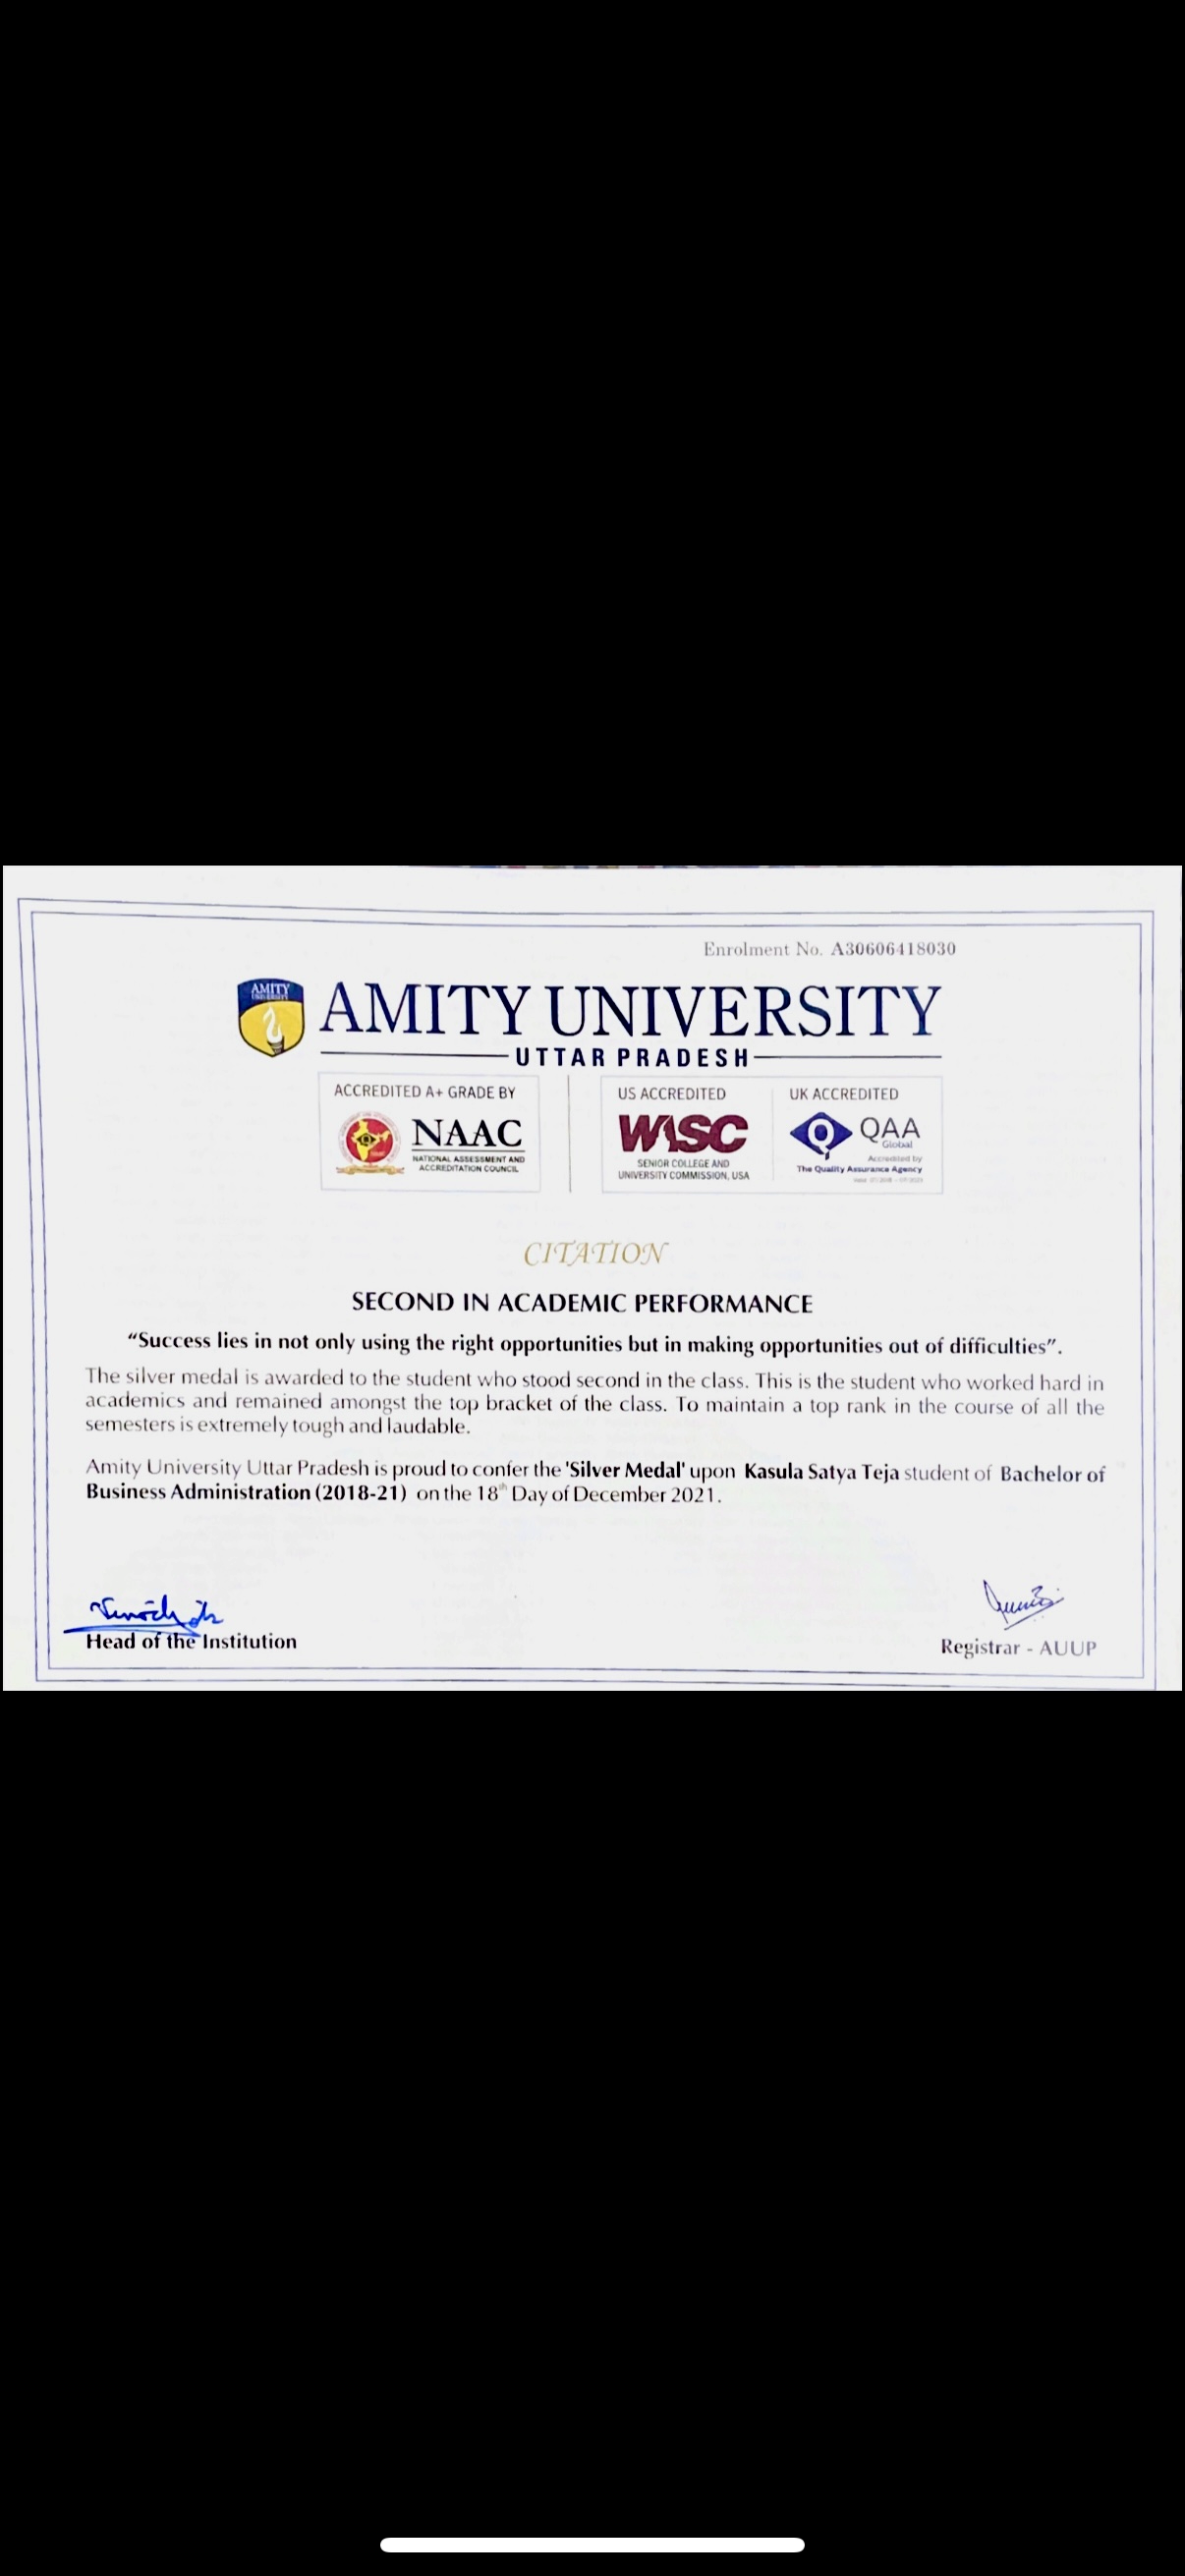 Enrolment No. A30606418030
AMITY
UNIVERSITY
AMITY UNIVERSITY
UTTAR PRADESH
ACCREDITED A+ GRADE BY
NAAC
NATIONAL ASSESSMENT AND
ACCREDITATION COUNCIL
US ACCREDITED
WASC
SENIOR COLLEGE AND
UNIVERSITY COMMISSION, USA
UK ACCREDITED
QAA
Global
Accredited by
The Quality Assurance Agency
CITATION
SECOND IN ACADEMIC PERFORMANCE
“Success lies in not only using the right opportunities but in making opportunities out of difficulties”.
The silver medal is awarded to the student who stood second in the class. This is the student who worked hard in
academics and remained amongst the top bracket of the class. To maintain a top rank in the course of all the
semesters is extremely tough and laudable.
Amity University Uttar Pradesh is proud to confer the 'Silver Medal' upon Kasula Satya Teja student of Bachelor of
Business Administration (2018-21) on the 18th Day of December 2021.
Head of the Institution
Registrar - AUUP